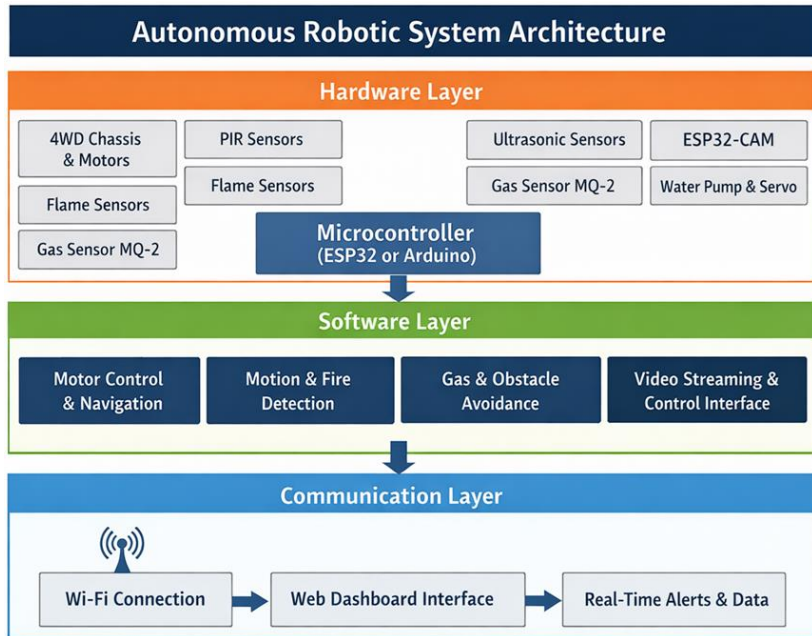 Autonomous Robotic System Architecture
Hardware Layer
4WD Chassis
& Motors
PIR Sensors
Ultrasonic Sensors
ESP32-CAM
Flame Sensors
Flame Sensors
Gas Sensor MQ-2
Water Pump & Servo
Gas Sensor MQ-2
Microcontroller
(ESP32 or Arduino)
Software Layer
Motor Control
& Navigation
Motion & Fire
Detection
Gas & Obstacle
Avoidance
Video Streaming &
Control Interface
Communication Layer
Wi-Fi Connection
Web Dashboard Interface
Real-Time Alerts & Data